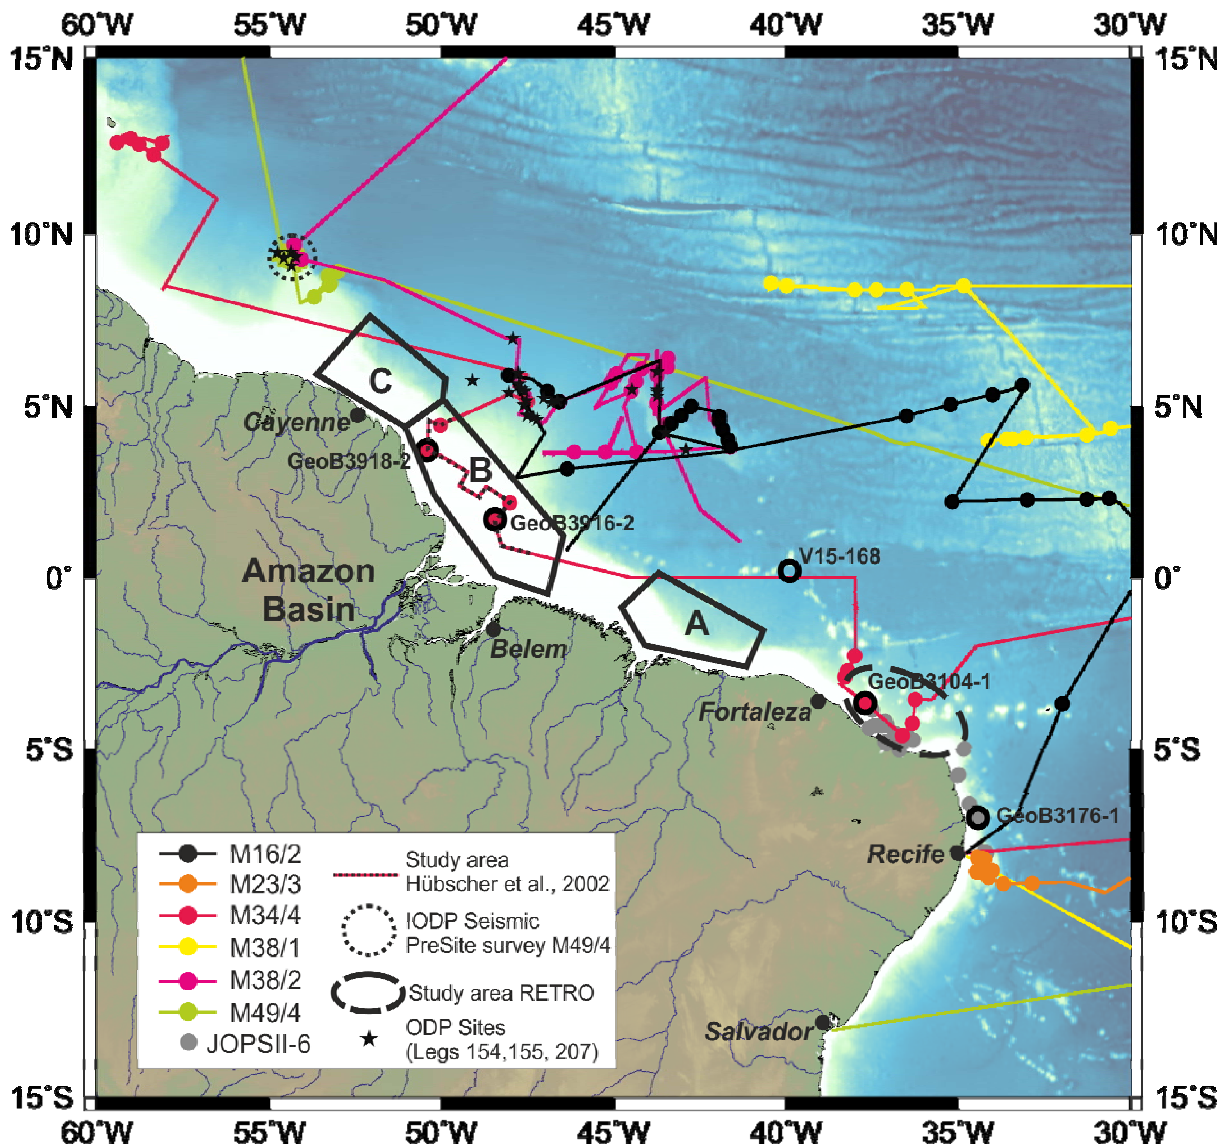 60°W 55°W 50°W 45°W 40°W 35°W 30°W
15°N 15°N
10°N 10°N
C
5°N 5°N
Cayenne
GeoB3918-2
B
GeoB3916-2
V15-168
Amazon
Basin
0° 0°
A
Belem
GeoB3104-1
Fortaleza
5°S 5°S
GeoB3176-1
Recife
M16/2
M23/3
M34/4
M38/1
M38/2
M49/4
JOPSII-6
Study area
Hübscher et al., 2002
IODP Seismic
PreSite survey M49/4
Study area RETRO
ODP Sites
(Legs 154,155, 207)
10°S 10°S
Salvador
15°S 15°S
60°W 55°W 50°W 45°W 40°W 35°W 30°W